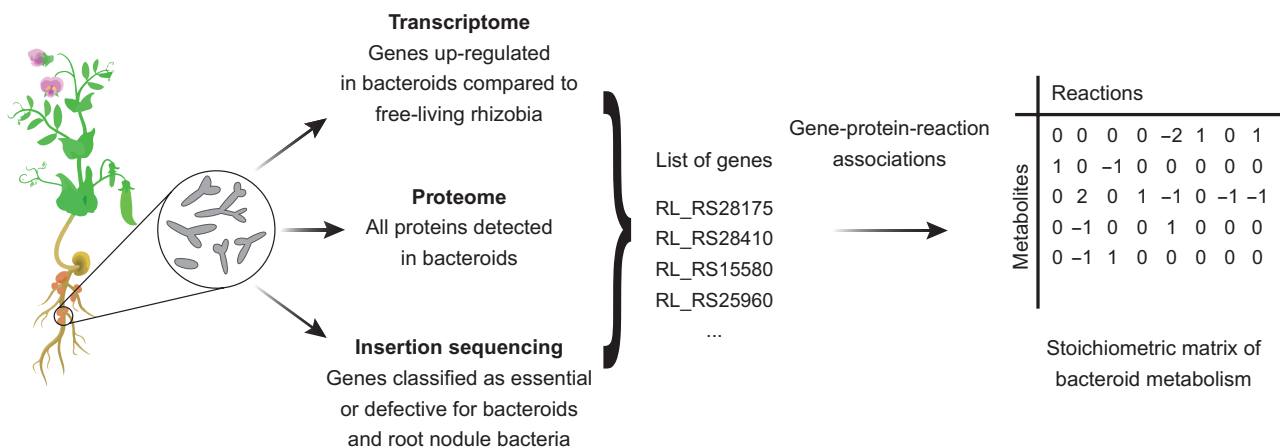 Transcriptome
Genes up-regulated
in bacteroids compared to
free-living rhizobia
Proteome
All proteins detected
in bacteroids
Insertion sequencing
Genes classified as essential
or defective for bacteroids
and root nodule bacteria
List of genes
RL_RS28175
RL_RS28410
RL_RS15580
RL_RS25960
...
Gene-protein-reaction
associations
Reactions
Metabolites
0 0 0 0 −2 1 0 1
1 0 −1 0 0 0 0 0
0 2 0 1 −1 0 −1 −1
0 −1 0 0 1 0 0 0
0 −1 1 0 0 0 0 0
Stoichiometric matrix of
bacteroid metabolism